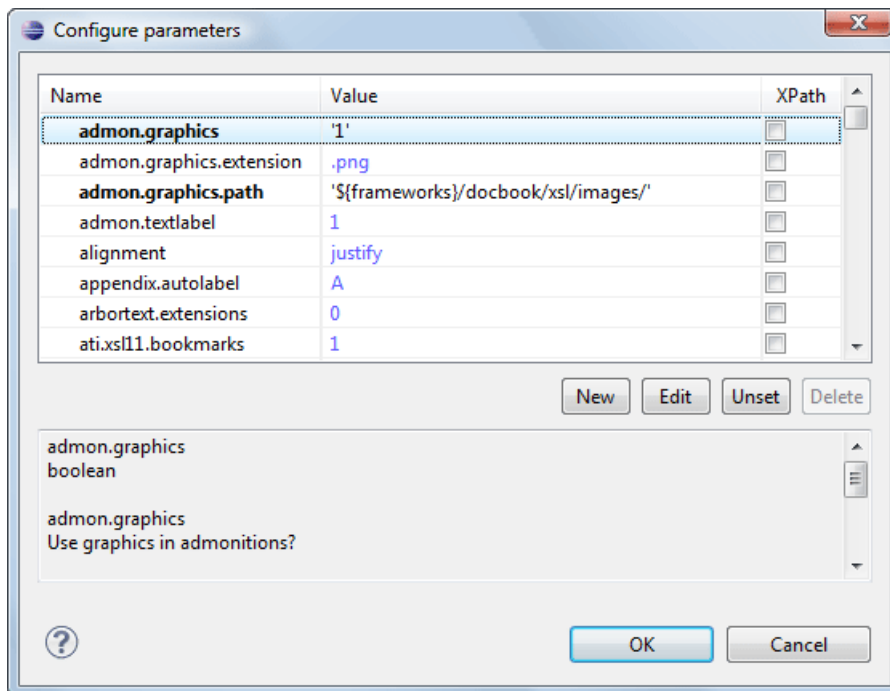 Configure parameters
Name Value XPath
admon.graphics '1'
admon.graphics.extension .png
admon.graphics.path '${frameworks}/docbook/xsl/images/'
admon.textlabel 1
alignment justify
appendix.autolabel A
arbortext.extensions 0
ati.xsl11.bookmarks 1
New Edit Unset Delete
admon.graphics
boolean
admon.graphics
Use graphics in admonitions?
OK Cancel